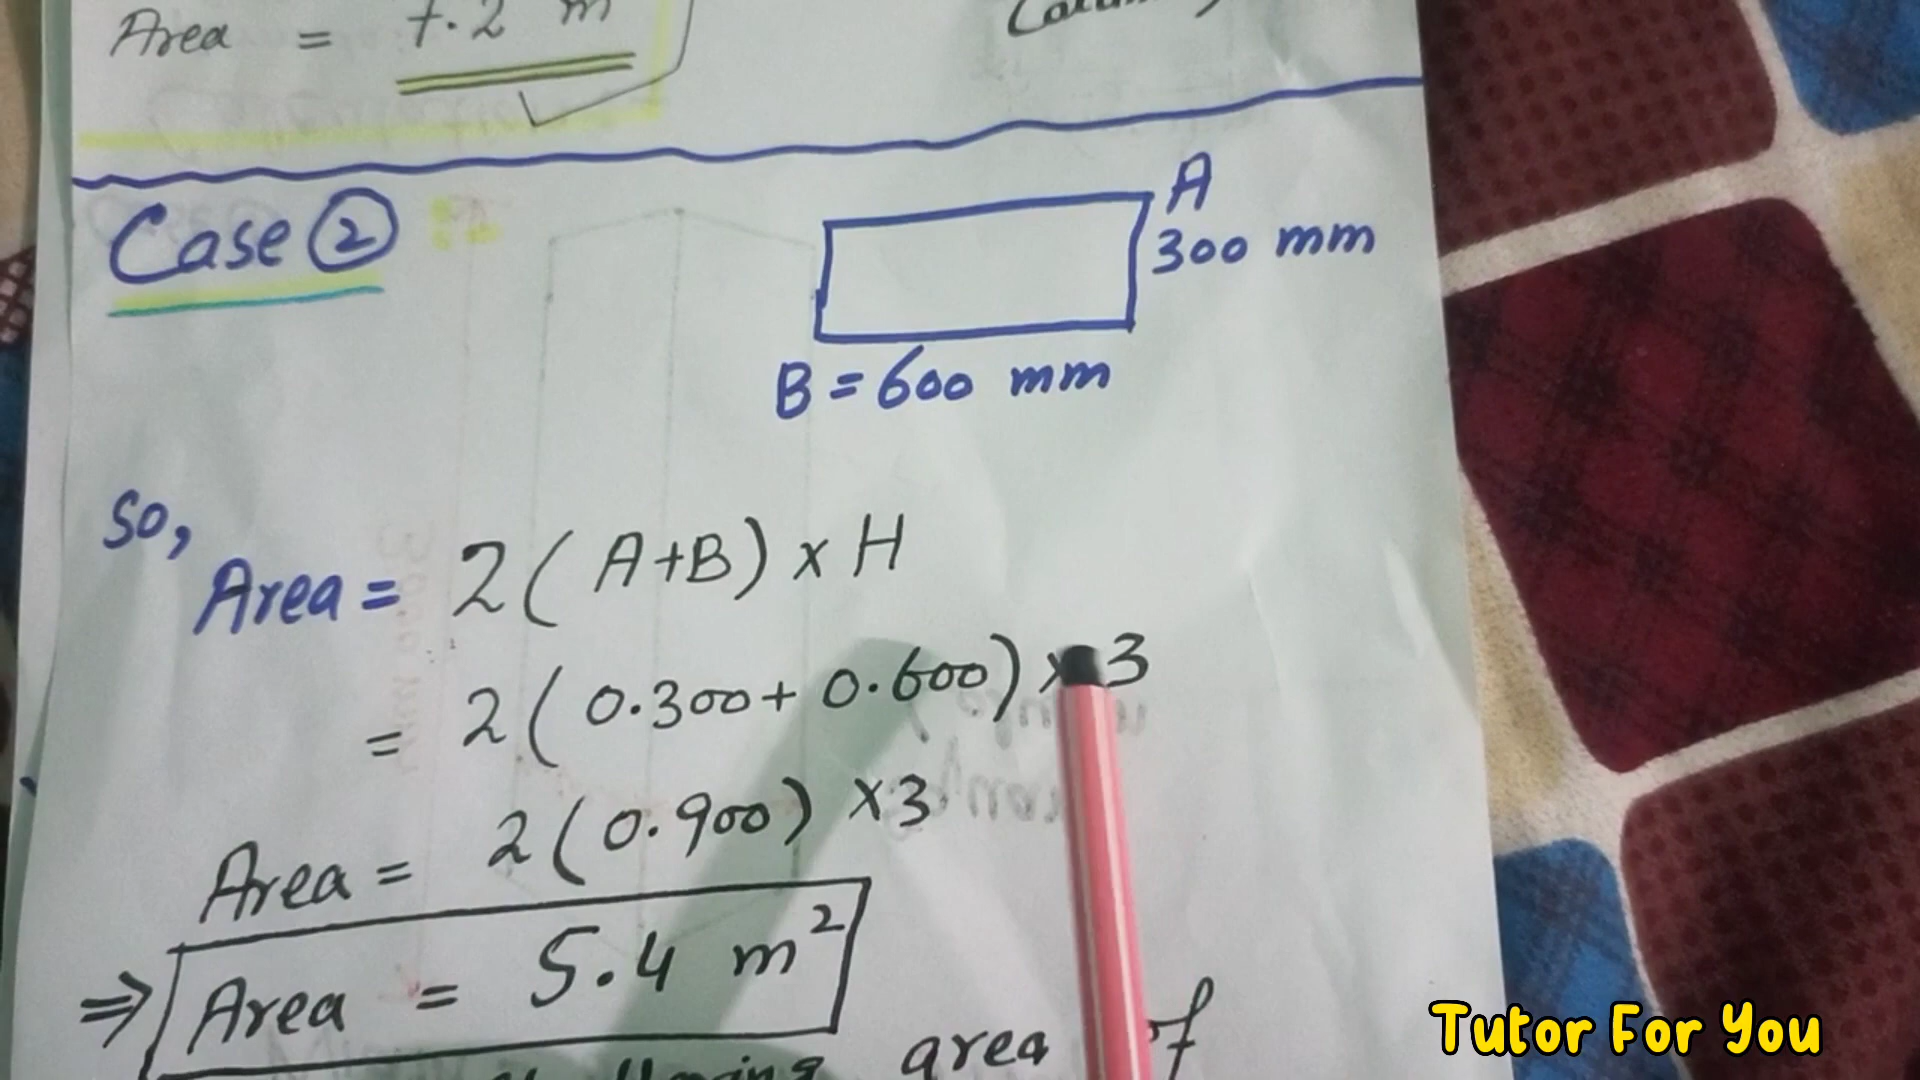 Area = 7.2 m
Case 2
A
300 mm
B = 600 mm
So,
Area = 2 ( A+B ) x H
= 2 ( 0.300 + 0.600 ) x 3
Area = 2 ( 0.900 ) x 3
⇒ Area = 5.4 m²
area of
Tutor For You